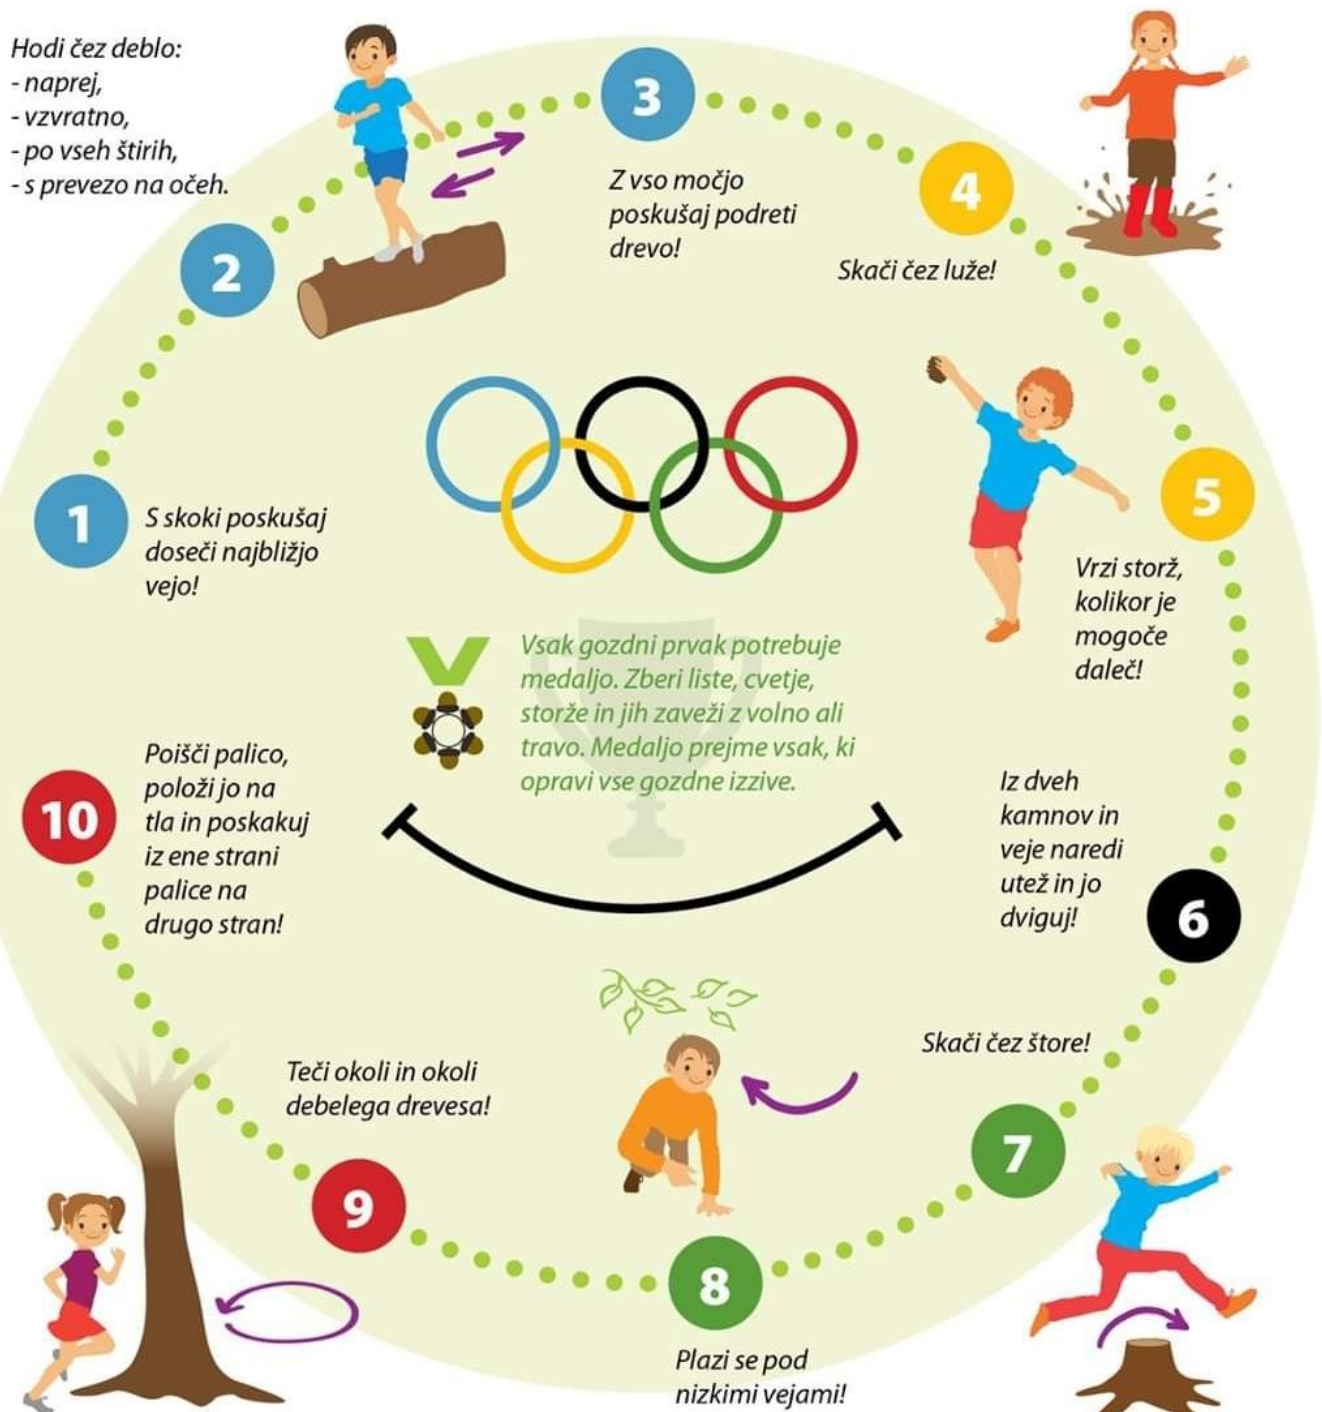 1
S skoki poskušaj
doseči najbližjo
vejo!
2
Hodi čez deblo:
- naprej,
- vzvratno,
- po vseh štirih,
- s prevezo na očeh.
3
Z vso močjo
poskušaj podreti
drevo!
4
Skači čez luže!
5
Vrzi storž,
kolikor je
mogoče
daleč!
6
Iz dveh
kamnov in
veje naredi
utež in jo
dviguj!
7
Skači čez štore!
8
Plazi se pod
nizkimi vejami!
9
Teči okoli in okoli
debelega drevesa!
10
Poišči palico,
položi jo na
tla in poskakuj
iz ene strani
palice na
drugo stran!
Vsak gozdni prvak potrebuje
medaljo. Zberi liste, cvetje,
storže in jih zaveži z volno ali
travo. Medaljo prejme vsak, ki
opravi vse gozdne izzive.